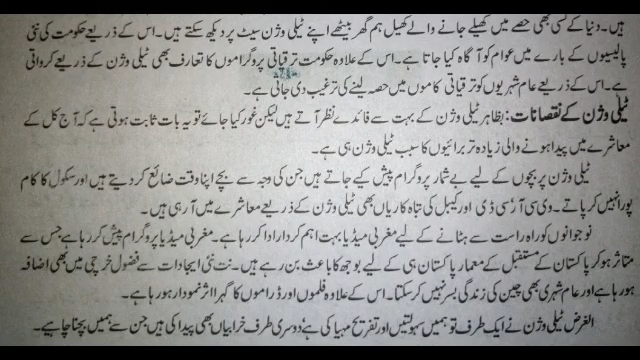 ہیں۔ دنیا کے کسی بھی حصے میں کھیلے جانے والے کھیل ہم گھر بیٹھے اپنے ٹیلی وژن سیٹ پر دیکھ سکتے ہیں۔ اس کے ذریعے حکومت کی نئی
پالیسیوں کے بارے میں عوام کو آگاہ کیا جاتا ہے۔ اس کے علاوہ حکومت ترقیاتی پروگراموں کا تعارف بھی ٹیلی وژن کے ذریعے کرواتی
ہے۔ اس کے ذریعے عام شہریوں کو ترقیاتی کاموں میں حصہ لینے کی ترغیب دی جاتی ہے۔
ٹیلی وژن کے نقصانات: بظاہر ٹیلی وژن کے بہت سے فائدے نظر آتے ہیں لیکن غور کیا جائے تو یہ بات ثابت ہوتی ہے کہ آج کل کے
معاشرے میں پیدا ہونے والی زیادہ تر برائیوں کا سبب ٹیلی وژن ہی ہے۔
ٹیلی وژن پر بچوں کے لیے بے شمار پروگرام پیش کیے جاتے ہیں جن کی وجہ سے بچے اپنا وقت ضائع کر دیتے ہیں اور سکول کا کام
پورا نہیں کر پاتے۔ وی سی آر، سی ڈی اور کیبل کی تباہ کاریاں بھی ٹیلی وژن کے ذریعے معاشرے میں آ رہی ہیں۔
نوجوانوں کو راہ راست سے ہٹانے کے لیے مغربی میڈیا بہت اہم کردار ادا کر رہا ہے۔ مغربی میڈیا پروگرام پیش کر رہا ہے جس سے
متاثر ہو کر پاکستان کے مستقبل کے معمار پاکستان ہی کے لیے بوجھ کا باعث بن رہے ہیں۔ نت نئی ایجادات سے فضول خرچی میں بھی اضافہ
ہو رہا ہے اور عام شہری بھی چین کی زندگی بسر نہیں کر سکتا۔ اس کے علاوہ فلموں اور ڈراموں کا گہرا اثر نمودار ہو رہا ہے۔
الغرض ٹیلی وژن نے ایک طرف تو ہمیں سہولتیں اور تفریح مہیا کی ہے، دوسری طرف خرابیاں بھی پیدا کی ہیں جن سے ہمیں بچنا چاہیے۔